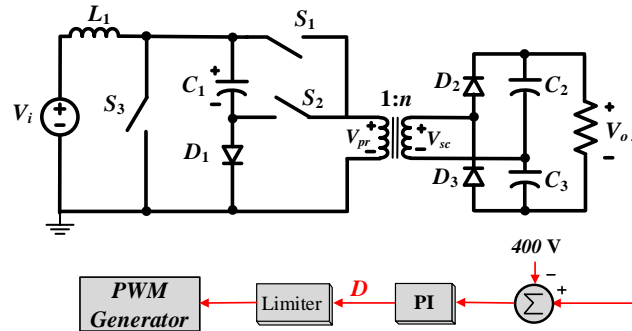 L1
S1
Vi
+
−
S3
C1
+
−
S2
D1
1:n
Vpr
+
−
Vsc
+
−
D2
D3
C2
C3
+
Vo
−
400 V
−
+
Σ
PI
D
Limiter
PWM
Generator